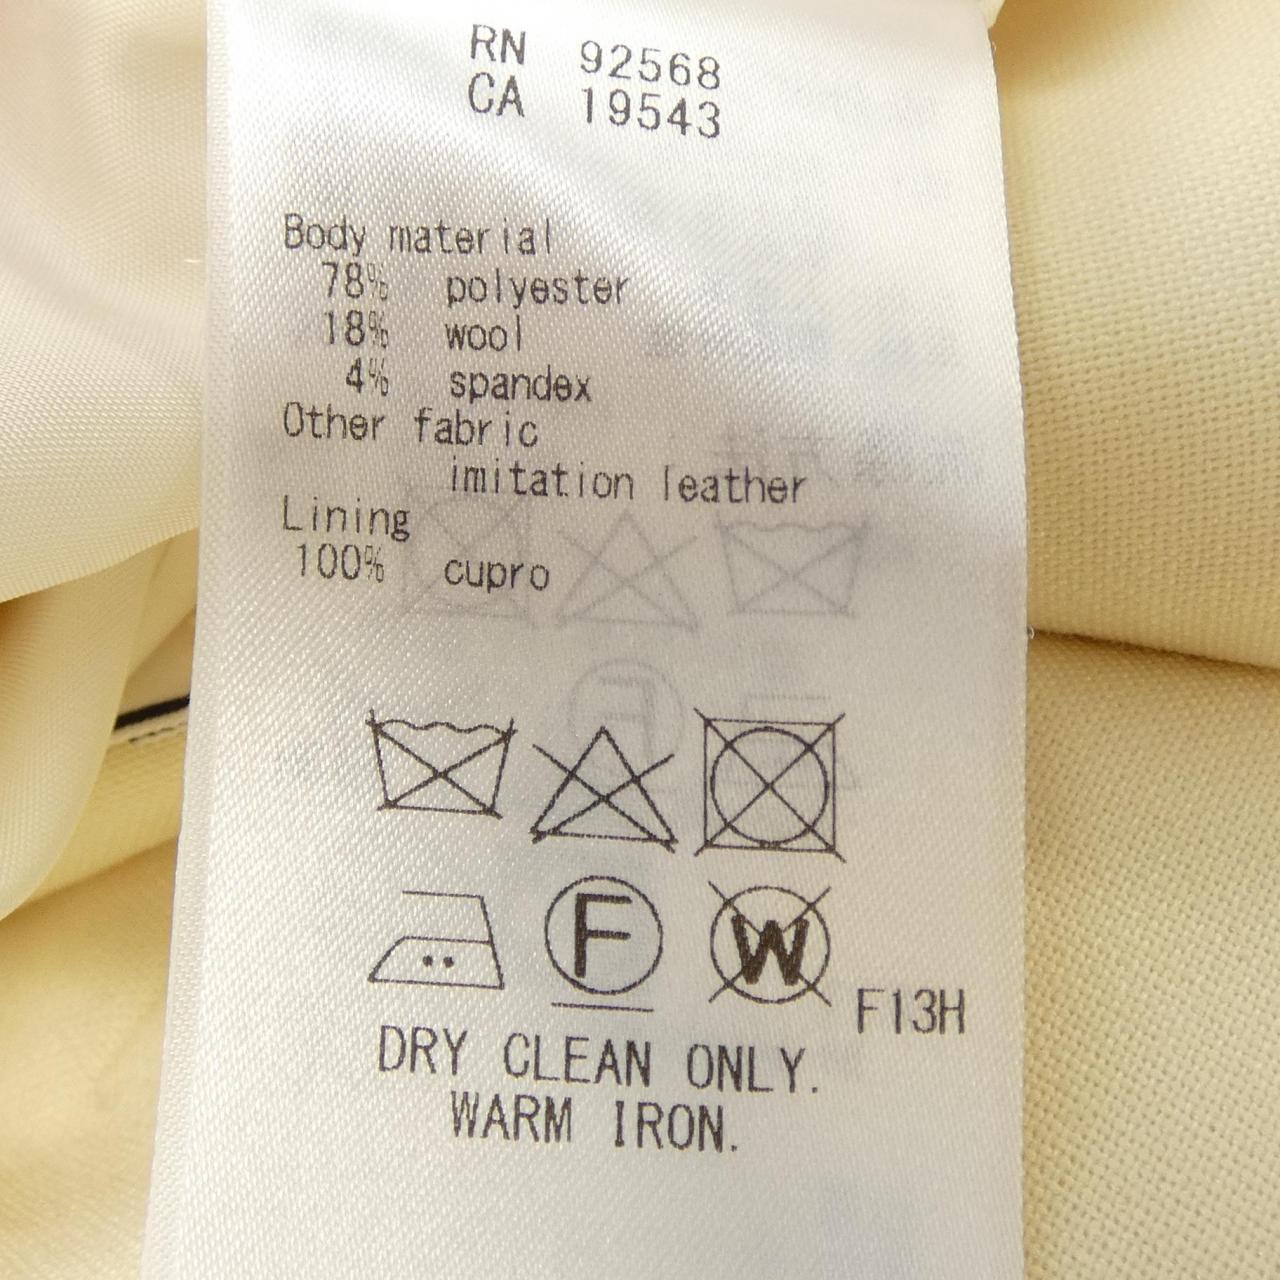 RN 92568
CA 19543
Body material
78% polyester
18% wool
4% spandex
Other fabric
imitation leather
Lining
100% cupro
F
W
F13H
DRY CLEAN ONLY.
WARM IRON.